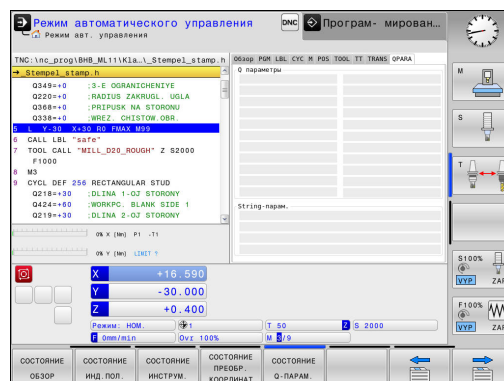 Режим автоматического управления
Режим авт. управления
DNC
Програм- мирован...
TNC:\nc_prog\BHB_ML11\Kla…\_Stempel_stamp.h
→_Stempel_stamp.h
Q349=+0 ;3-E OGRANICHENIYE
Q220=+0 ;RADIUS ZAKRUGL. UGLA
Q368=+0 ;PRIPUSK NA STORONU
Q338=+0 ;WREZ. CHISTOW.OBR.
5 L Y-30 X+30 R0 FMAX M99
6 CALL LBL "safe"
7 TOOL CALL "MILL_D20_ROUGH" Z S2000
F1000
8 M3
9 CYCL DEF 256 RECTANGULAR STUD
Q218=+30 ;DLINA 1-OJ STORONY
Q424=+60 ;WORKPC. BLANK SIDE 1
Q219=+30 ;DLINA 2-OJ STORONY
Обзор PGM LBL CYC M POS TOOL TT TRANS QPARA
Q параметры
String-парам.
0% X [Nm] P1 -T1
0% Y [Nm] LIMIT ?
X +16.590
Y -30.000
Z +0.400
Режим: НОМ.
1
T 50
Z S 2000
F 0mm/min
Ovr 100%
M 3/9
M
S
T
S100%
VYP ZAP
F100%
VYP ZAP
СОСТОЯНИЕ ОБЗОР
СОСТОЯНИЕ ИНД.ПОЛ.
СОСТОЯНИЕ ИНСТРУМ.
СОСТОЯНИЕ ПРЕОБР. КООРДИНАТ
СОСТОЯНИЕ Q-ПАРАМ.